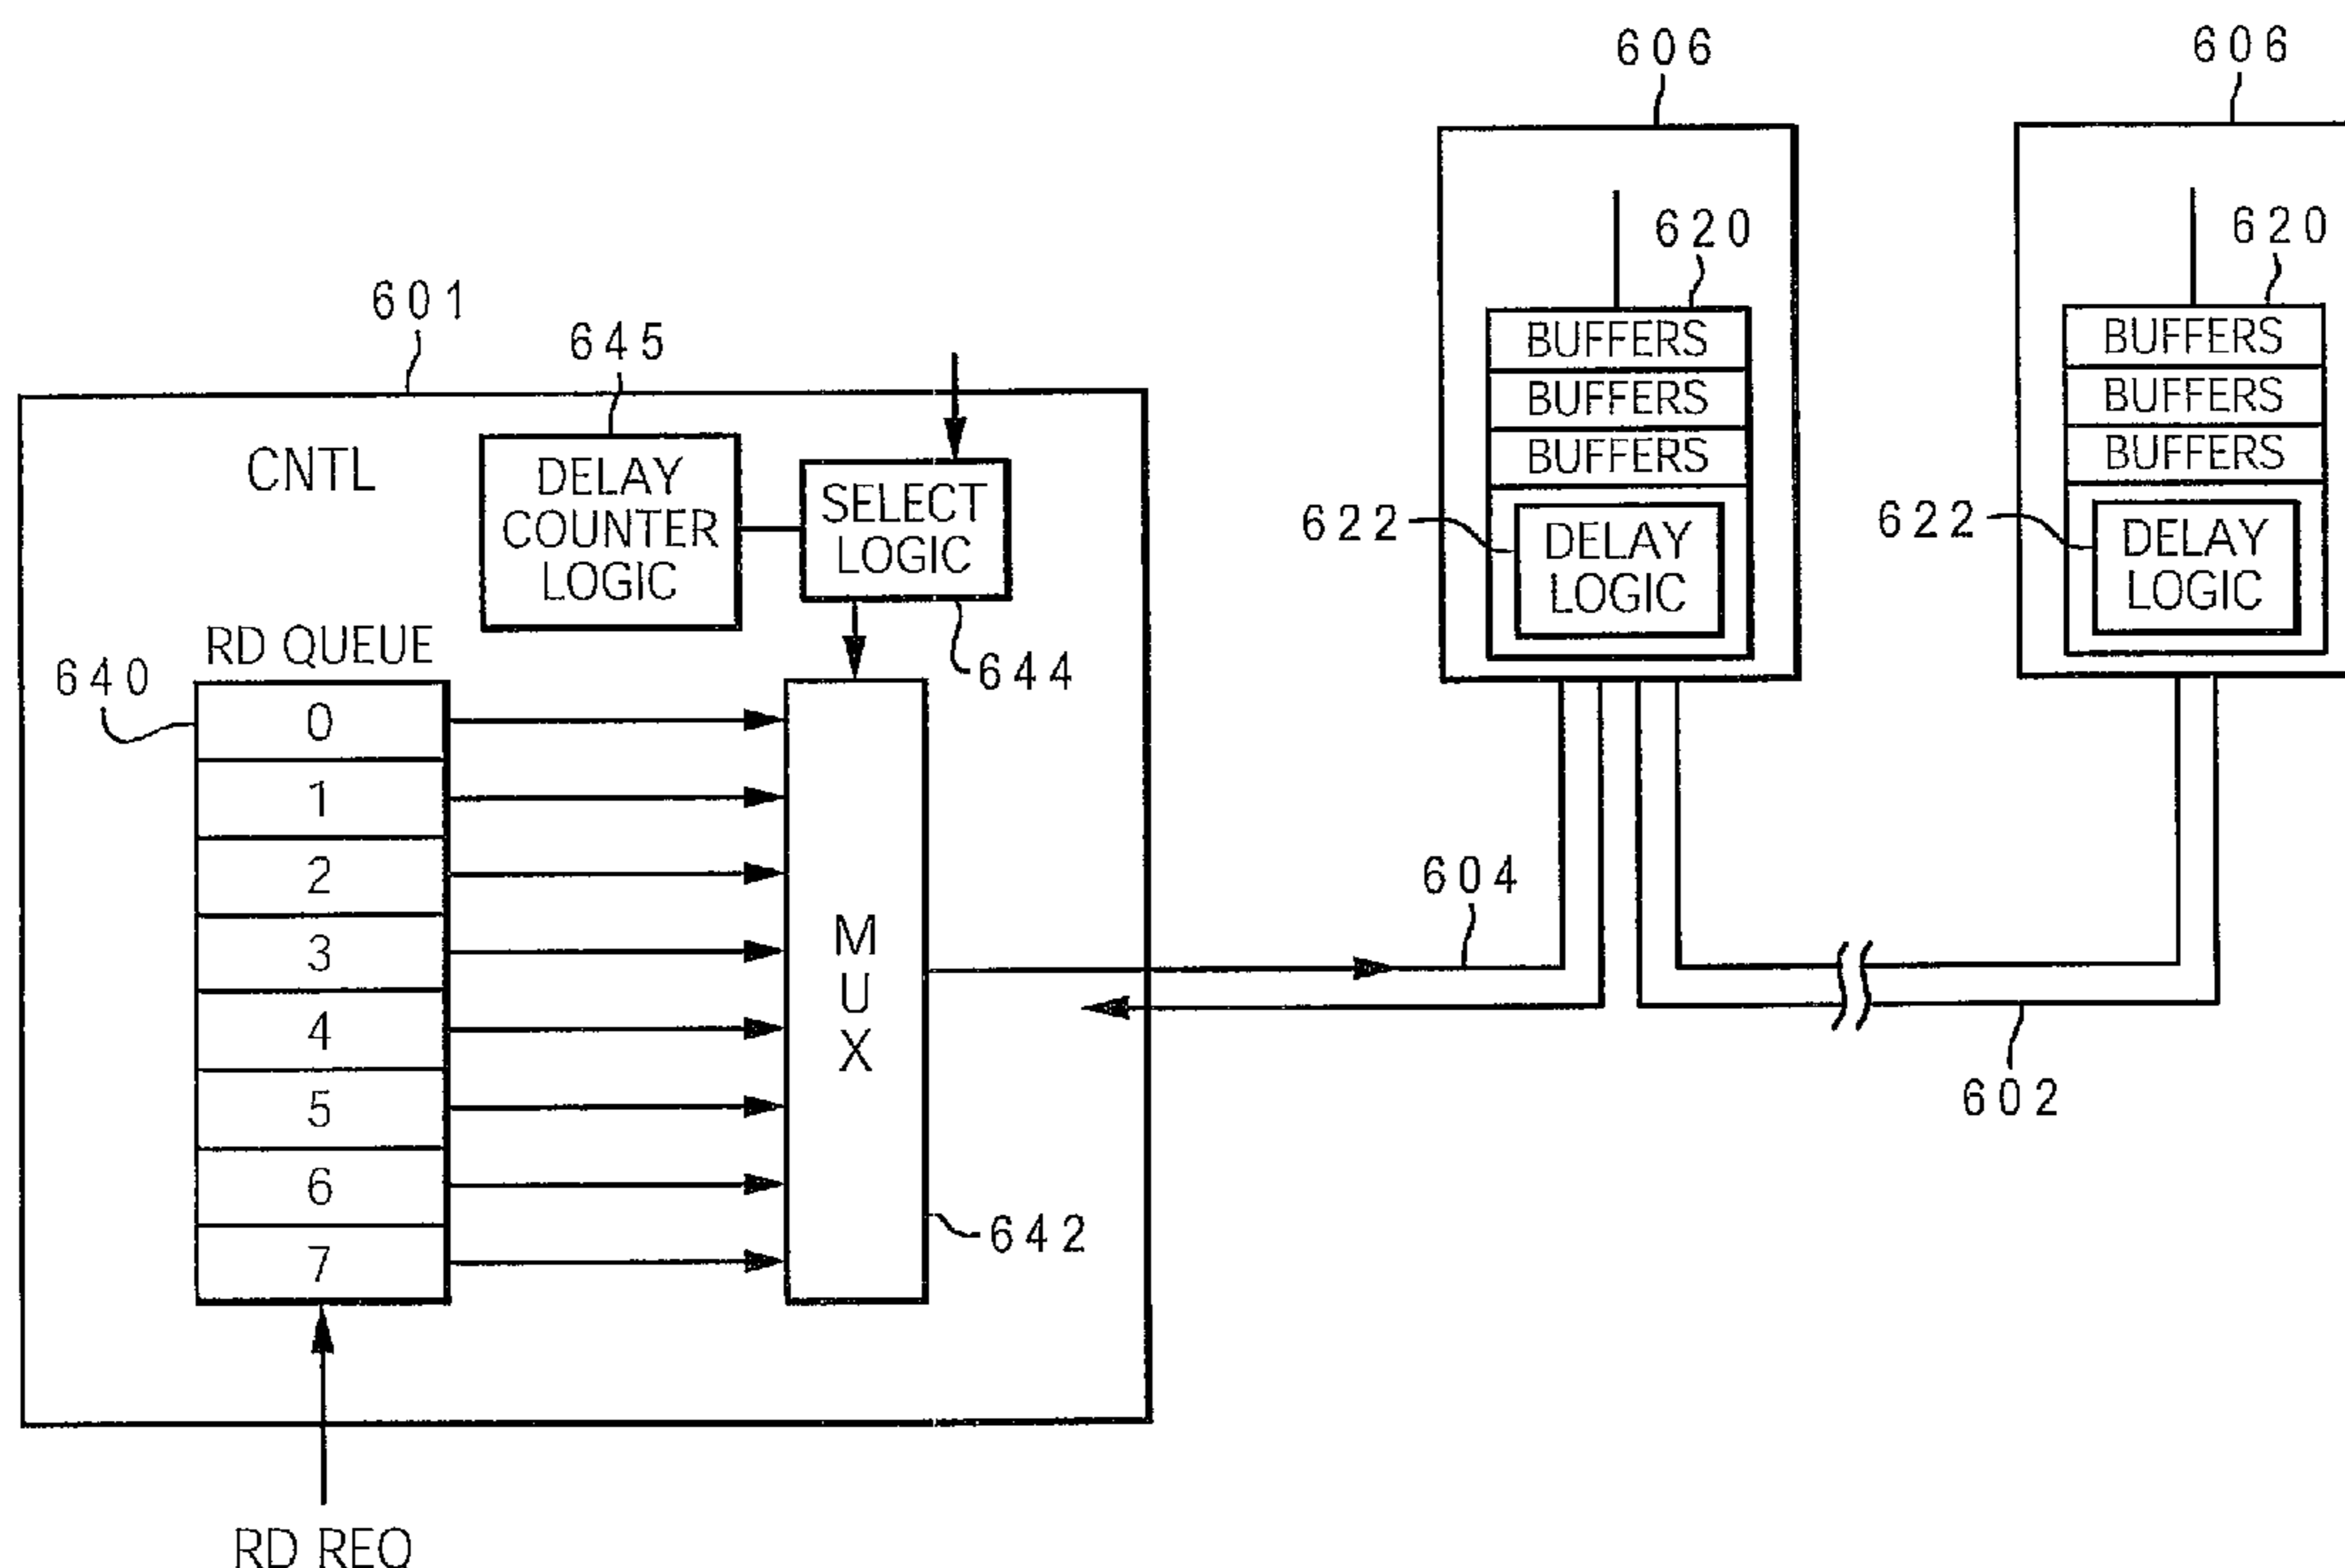 606
606
620
620
601
645
BUFFERS
BUFFERS
BUFFERS
BUFFERS
BUFFERS
BUFFERS
CNTL
DELAY
COUNTER
LOGIC
SELECT
LOGIC
622
DELAY
LOGIC
622
DELAY
LOGIC
RD QUEUE
640
644
0
1
2
3
4
5
6
7
MUX
604
602
642
RD REQ